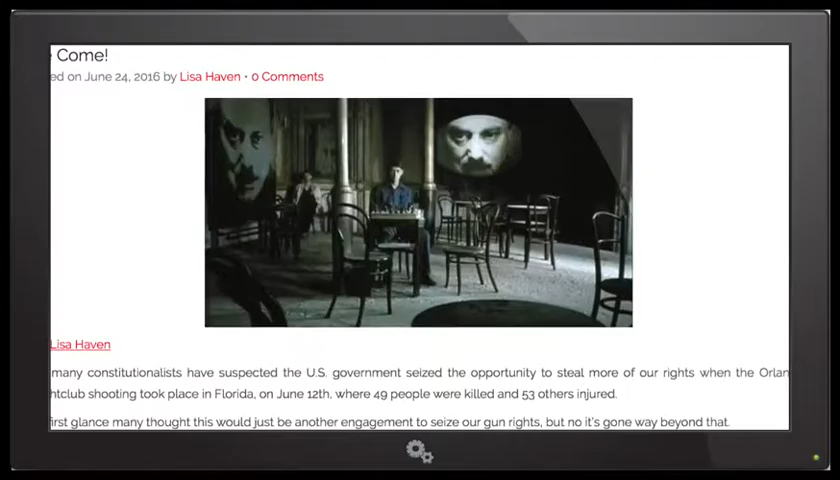 Come!
ed on June 24, 2016 by Lisa Haven • 0 Comments
Lisa Haven
many constitutionalists have suspected the U.S. government seized the opportunity to steal more of our rights when the Orlan
htclub shooting took place in Florida, on June 12th, where 49 people were killed and 53 others injured.
irst glance many thought this would just be another engagement to seize our gun rights, but no it's gone way beyond that.